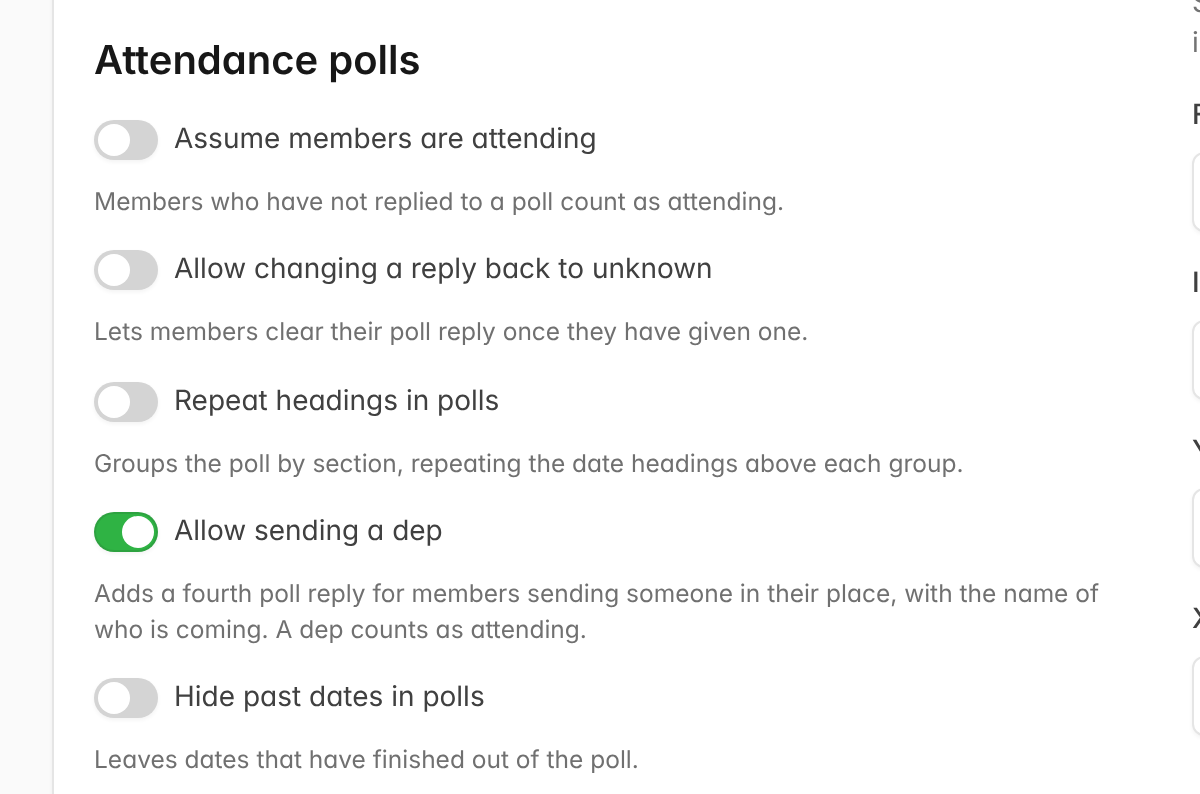 Attendance polls
Assume members are attending
Members who have not replied to a poll count as attending.
Allow changing a reply back to unknown
Lets members clear their poll reply once they have given one.
Repeat headings in polls
Groups the poll by section, repeating the date headings above each group.
Allow sending a dep
Adds a fourth poll reply for members sending someone in their place, with the name of
who is coming. A dep counts as attending.
Hide past dates in polls
Leaves dates that have finished out of the poll.